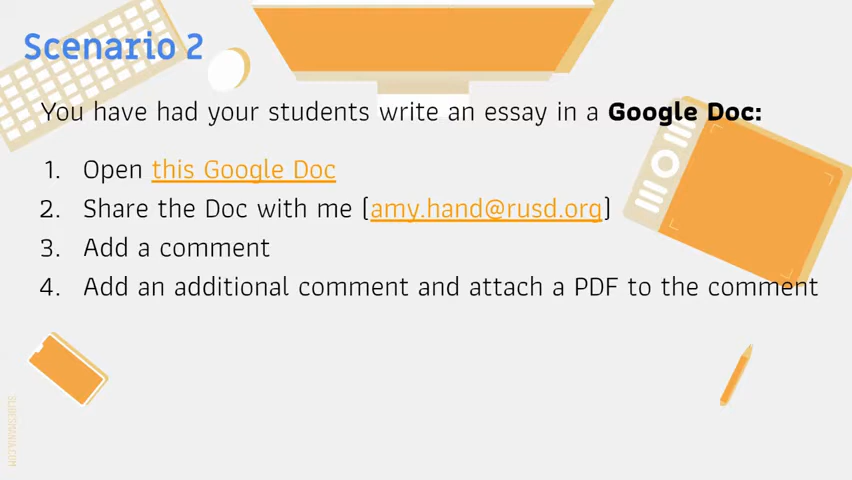 Scenario 2
You have had your students write an essay in a Google Doc:
1. Open this Google Doc
2. Share the Doc with me (amy.hand@rusd.org)
3. Add a comment
4. Add an additional comment and attach a PDF to the comment
SLIDESMANIA.COM